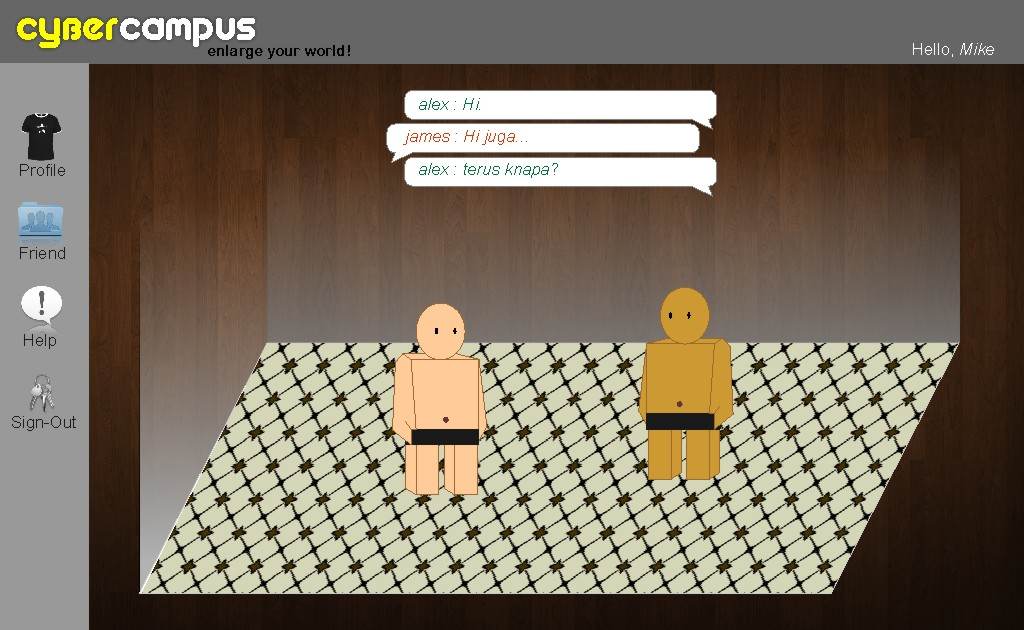 cyBercampus
enlarge your world!
Hello, Mike
alex : Hi.
james : Hi juga...
alex : terus knapa?
Profile
Friend
Help
Sign-Out